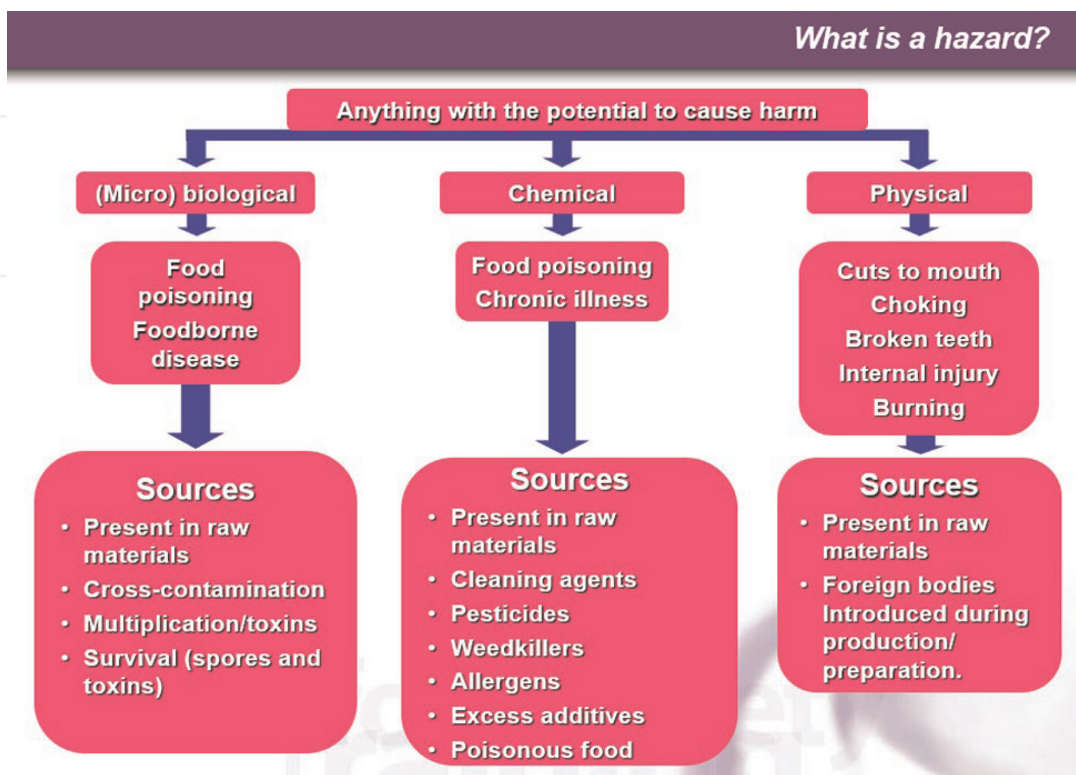 What is a hazard?
Anything with the potential to cause harm
(Micro) biological
Food
poisoning
Foodborne
disease
Sources
• Present in raw
materials
• Cross-contamination
• Multiplication/toxins
• Survival (spores and
toxins)
Chemical
Food poisoning
Chronic illness
Sources
• Present in raw
materials
• Cleaning agents
• Pesticides
• Weedkillers
• Allergens
• Excess additives
• Poisonous food
Physical
Cuts to mouth
Choking
Broken teeth
Internal injury
Burning
Sources
• Present in raw
materials
• Foreign bodies
Introduced during
production/
preparation.